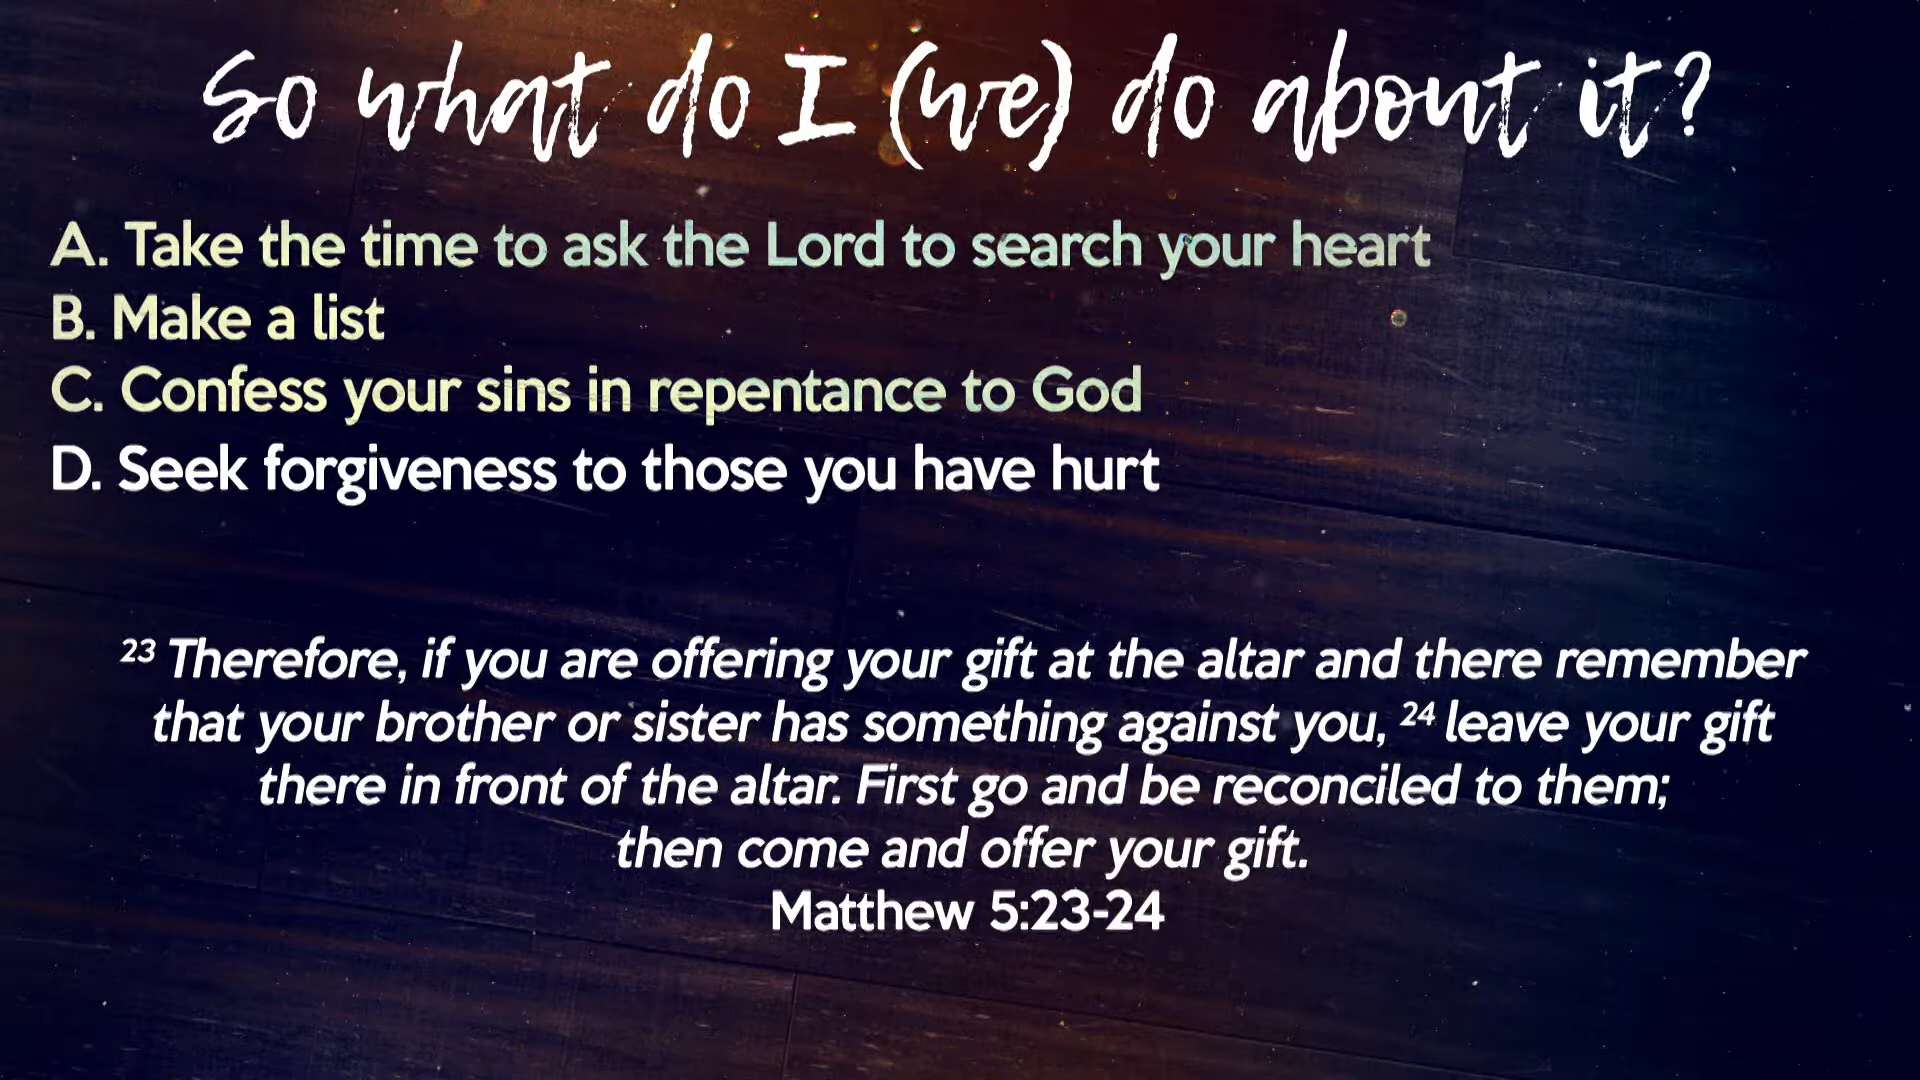 So what do I (we) do about it?
A. Take the time to ask the Lord to search your heart
B. Make a list
C. Confess your sins in repentance to God
D. Seek forgiveness to those you have hurt
23 Therefore, if you are offering your gift at the altar and there remember
that your brother or sister has something against you, 24 leave your gift
there in front of the altar. First go and be reconciled to them;
then come and offer your gift.
Matthew 5:23-24